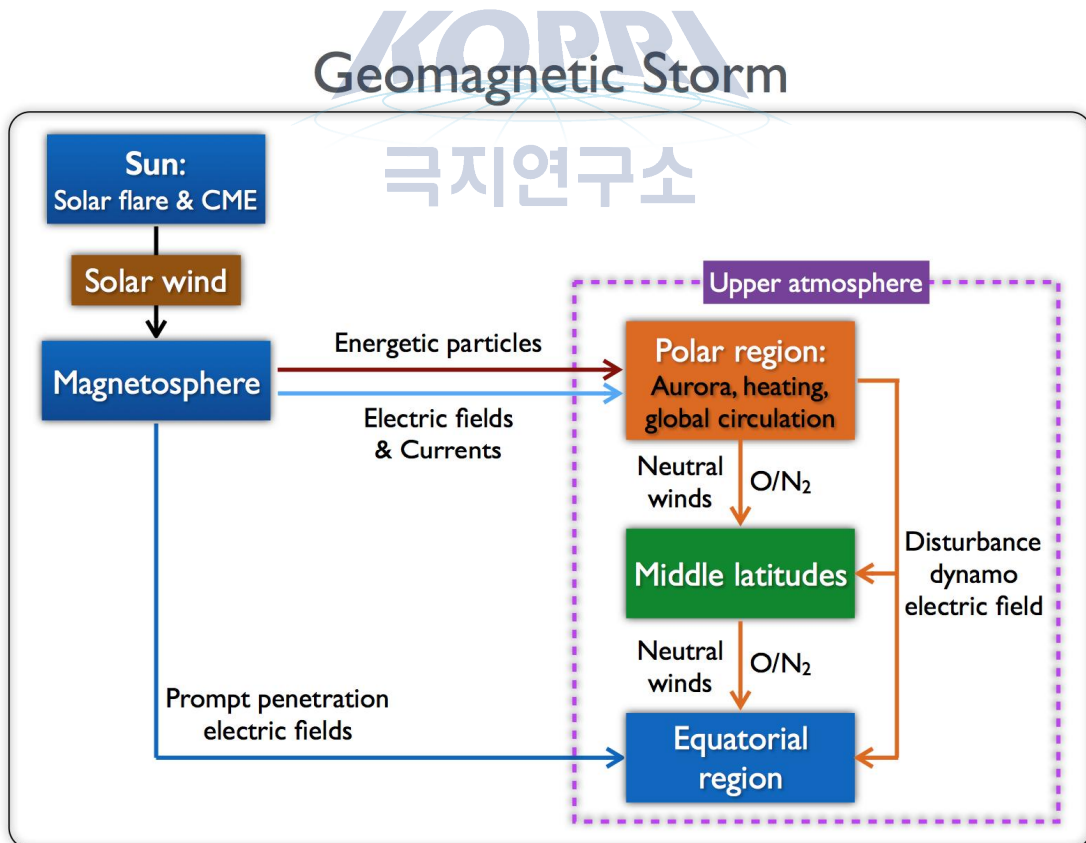 KOPRI
Geomagnetic Storm
극지연구소
Sun:
Solar flare & CME
Solar wind
Upper atmosphere
Magnetosphere
Energetic particles
Electric fields
& Currents
Polar region:
Aurora, heating,
global circulation
Neutral
winds
O/N₂
Middle latitudes
Disturbance
dynamo
electric field
Neutral
winds
O/N₂
Prompt penetration
electric fields
Equatorial
region